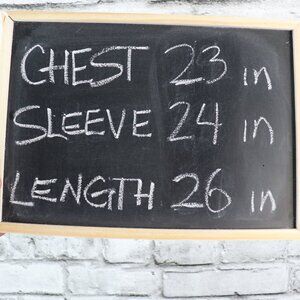 CHEST 23 in
SLEEVE 24 in
LENGTH 26 in